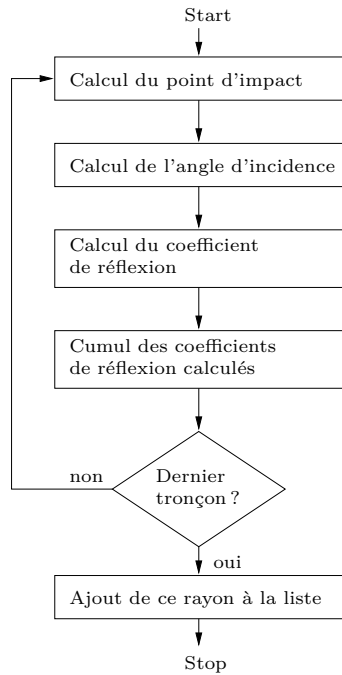 Start
Calcul du point d'impact
Calcul de l'angle d'incidence
Calcul du coefficient
de réflexion
Cumul des coefficients
de réflexion calculés
non
Dernier
tronçon ?
oui
Ajout de ce rayon à la liste
Stop